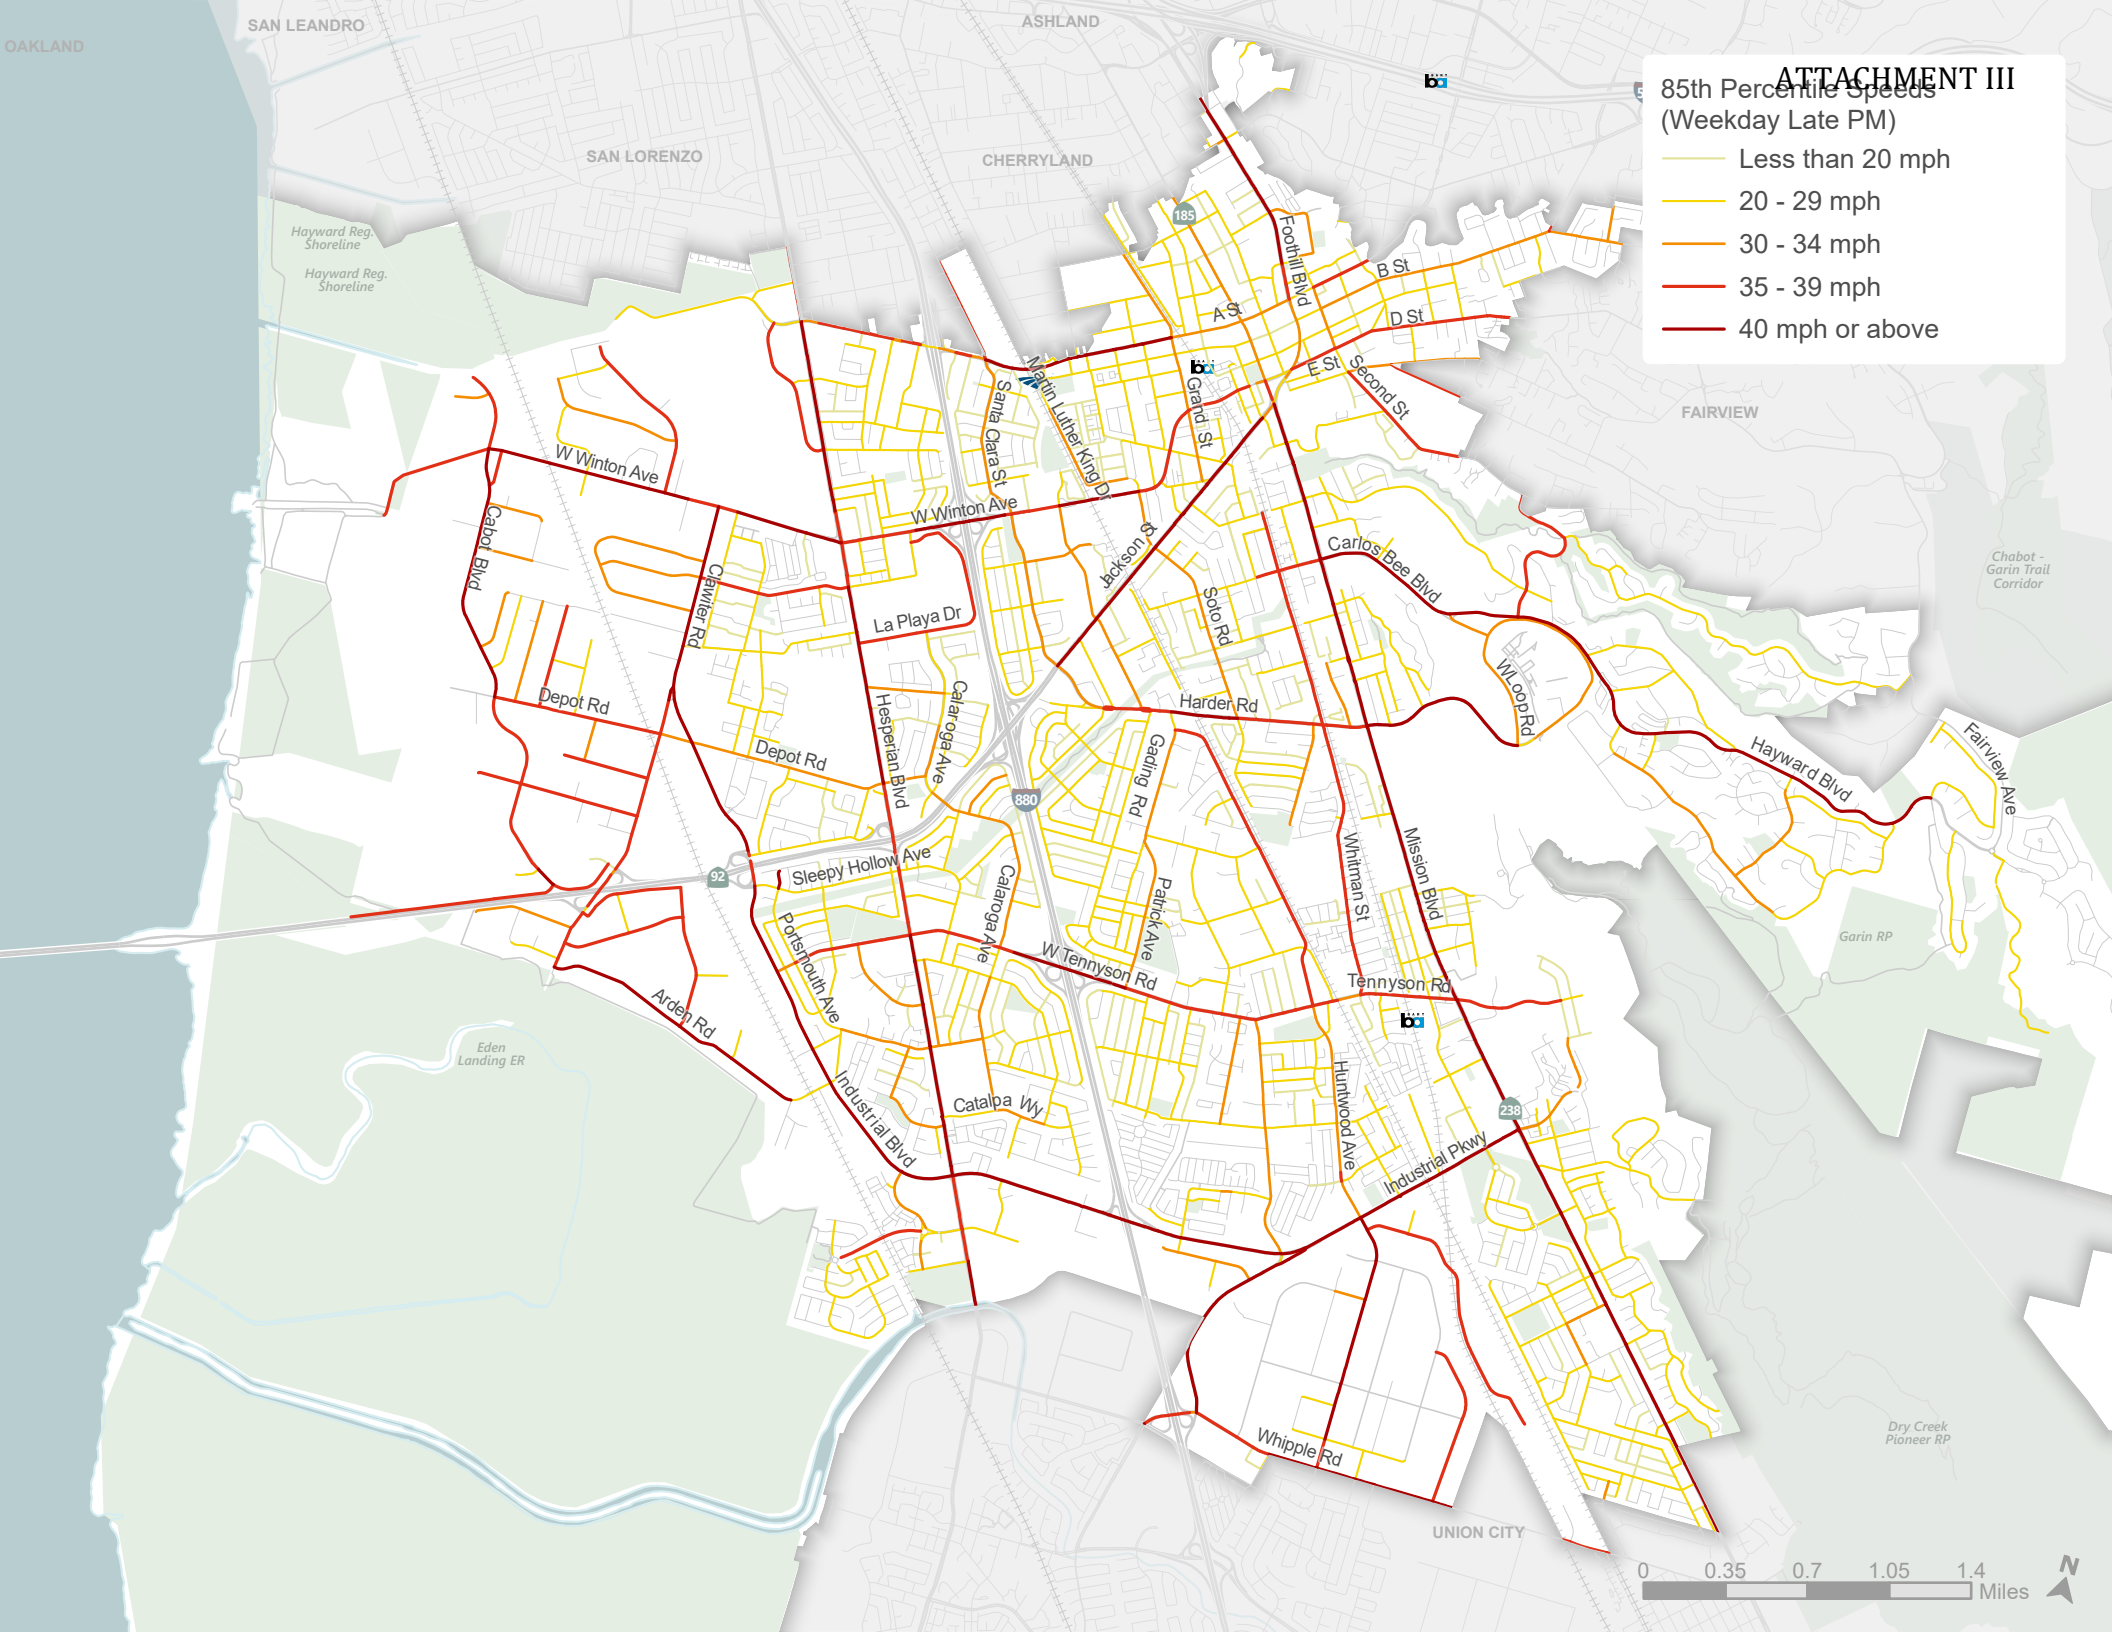 OAKLAND
SAN LEANDRO
ASHLAND
SAN LORENZO
CHERRYLAND
ATTACHMENT III
85th Percentile Speeds
(Weekday Late PM)
Less than 20 mph
20 - 29 mph
30 - 34 mph
35 - 39 mph
40 mph or above
Hayward Reg.
Shoreline
Hayward Reg.
Shoreline
185
Foothill Blvd
B St
A St
D St
E St
Second St
FAIRVIEW
Martin Luther King Dr
Santa Clara St
Grand St
W Winton Ave
W Winton Ave
Cabot Blvd
Clawiter Rd
Jackson St
Carlos Bee Blvd
Chabot -
Garin Trail
Corridor
La Playa Dr
Soto Rd
W Loop Rd
Depot Rd
Hesperian Blvd
Calaroga Ave
Harder Rd
Depot Rd
Gading Rd
Hayward Blvd
Fairview Ave
880
92
Sleepy Hollow Ave
Calaroga Ave
Patrick Ave
Whitman St
Mission Blvd
Garin RP
Portsmouth Ave
W Tennyson Rd
Tennyson Rd
Arden Rd
Eden
Landing ER
Industrial Blvd
Catalpa Wy
Huntwood Ave
238
Industrial Pkwy
Whipple Rd
Dry Creek
Pioneer RP
UNION CITY
0 0.35 0.7 1.05 1.4
Miles
N